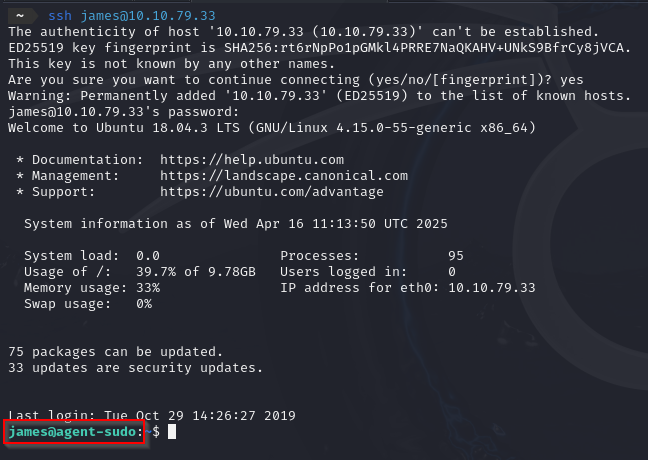 ~ ssh james@10.10.79.33
The authenticity of host '10.10.79.33 (10.10.79.33)' can't be established.
ED25519 key fingerprint is SHA256:rt6rNpPo1pGMkl4PRRE7NaQKAHV+UNkS9BfrCy8jVCA.
This key is not known by any other names.
Are you sure you want to continue connecting (yes/no/[fingerprint])? yes
Warning: Permanently added '10.10.79.33' (ED25519) to the list of known hosts.
james@10.10.79.33's password:
Welcome to Ubuntu 18.04.3 LTS (GNU/Linux 4.15.0-55-generic x86_64)
* Documentation:  https://help.ubuntu.com
* Management:     https://landscape.canonical.com
* Support:        https://ubuntu.com/advantage
System information as of Wed Apr 16 11:13:50 UTC 2025
System load:  0.0               Processes:           95
Usage of /:   39.7% of 9.78GB   Users logged in:     0
Memory usage: 33%               IP address for eth0: 10.10.79.33
Swap usage:   0%
75 packages can be updated.
33 updates are security updates.
Last login: Tue Oct 29 14:26:27 2019
james@agent-sudo:~$